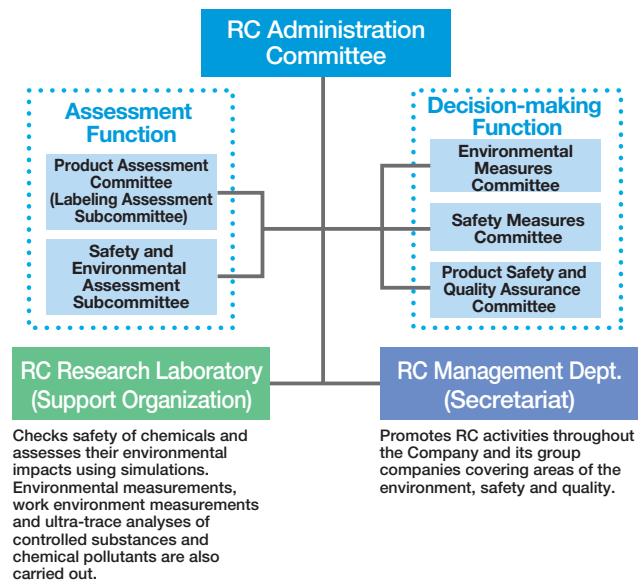 RC Administration
Committee
Assessment
Function
Product Assessment
Committee
(Labeling Assessment
Subcommittee)
Safety and
Environmental
Assessment
Subcommittee
Decision-making
Function
Environmental
Measures
Committee
Safety Measures
Committee
Product Safety and
Quality Assurance
Committee
RC Research Laboratory
(Support Organization)
Checks safety of chemicals and
assesses their environmental
impacts using simulations.
Environmental measurements,
work environment measurements
and ultra-trace analyses of
controlled substances and
chemical pollutants are also
carried out.
RC Management Dept.
(Secretariat)
Promotes RC activities throughout
the Company and its group
companies covering areas of the
environment, safety and quality.